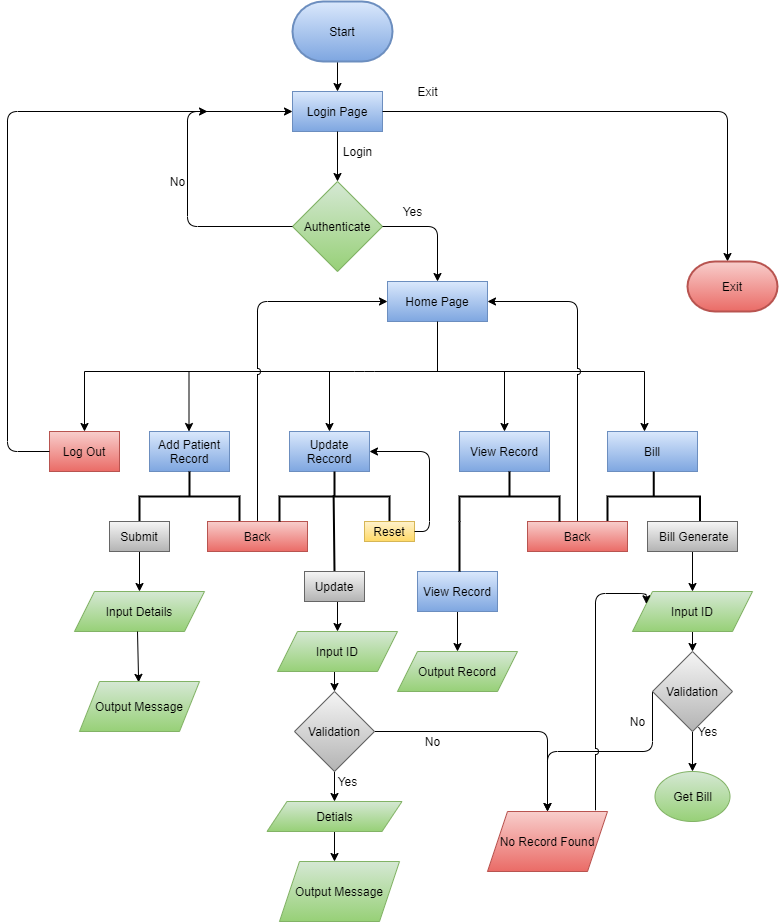 Start
Exit
Login Page
Login
No
Yes
Authenticate
Exit
Home Page
Log Out
Add Patient
Record
Update
Reccord
View Record
Bill
Submit
Back
Reset
Back
Bill Generate
Update
View Record
Input Details
Input ID
Input ID
Output Record
Output Message
Validation
Validation
No
No
Yes
Yes
Get Bill
Detials
No Record Found
Output Message